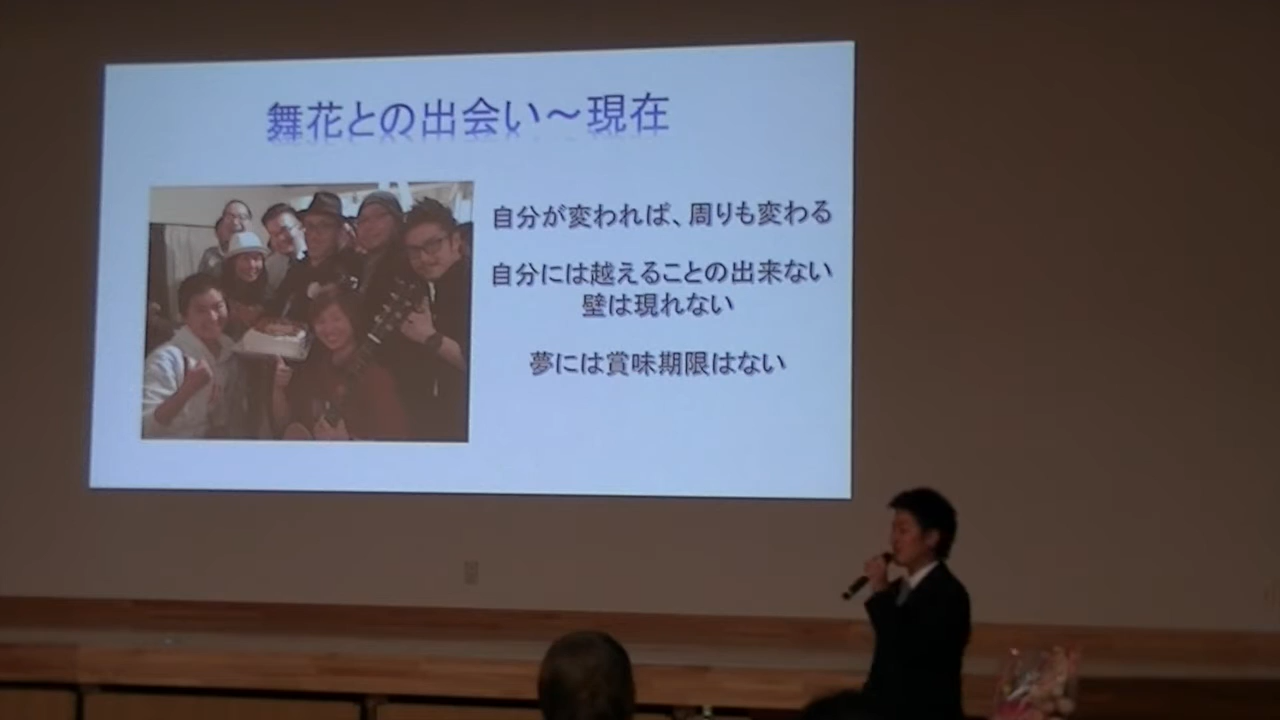 舞花との出会い～現在
自分が変われば、周りも変わる
自分には越えることの出来ない
壁は現れない
夢には賞味期限はない